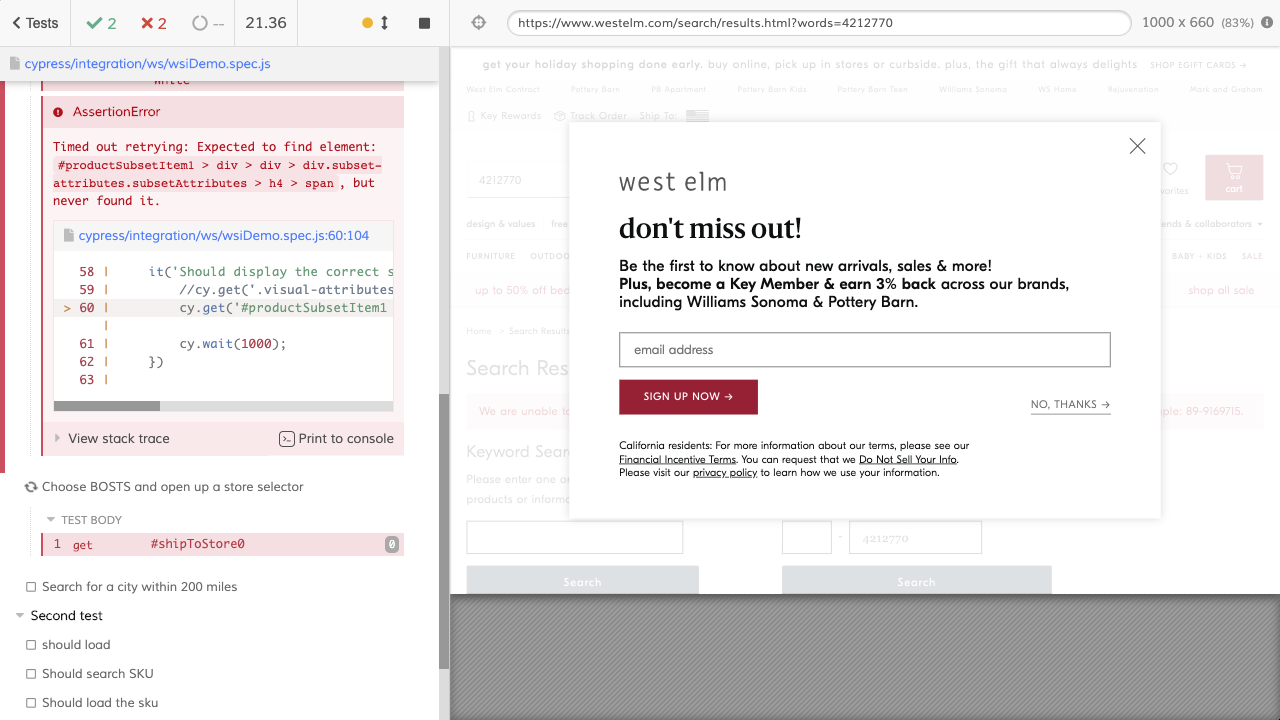 Tests
2
2
--
21.36
https://www.westelm.com/search/results.html?words=4212770
1000 x 660 (83%)
cypress/integration/ws/wsiDemo.spec.js
white
AssertionError
Timed out retrying: Expected to find element:
#productSubsetItem1 > div > div > div.subset-
attributes.subsetAttributes > h4 > span, but
never found it.
cypress/integration/ws/wsiDemo.spec.js:60:104
58 | it('Should display the correct s
59 | //cy.get('.visual-attributes
> 60 | cy.get('#productSubsetItem1
|
61 | cy.wait(1000);
62 | })
63 |
View stack trace
Print to console
Choose BOSTS and open up a store selector
TEST BODY
1 get #shipToStore0 0
Search for a city within 200 miles
Second test
should load
Should search SKU
Should load the sku
get your holiday shopping done early. buy online, pick up in stores or curbside. plus, the gift that always delights SHOP EGIFT CARDS →
West Elm Contract Pottery Barn PB Apartment Pottery Barn Kids Pottery Barn Teen Williams Sonoma WS Home Rejuvenation Mark and Graham
Key Rewards Track Order Ship To:
4212770
vorites
cart
design & values free
ends & collaborators
FURNITURE OUTDOO
BABY + KIDS SALE
up to 50% off bed
shop all sale
Home > Search Results
Search Res
We are unable to
ple: 89-9169715.
Keyword Sear
Please enter one or
products or informa
- 4212770
Search
Search
west elm
don't miss out!
Be the first to know about new arrivals, sales & more!
Plus, become a Key Member & earn 3% back across our brands,
including Williams Sonoma & Pottery Barn.
email address
SIGN UP NOW →
NO, THANKS →
California residents: For more information about our terms, please see our
Financial Incentive Terms. You can request that we Do Not Sell Your Info.
Please visit our privacy policy to learn how we use your information.